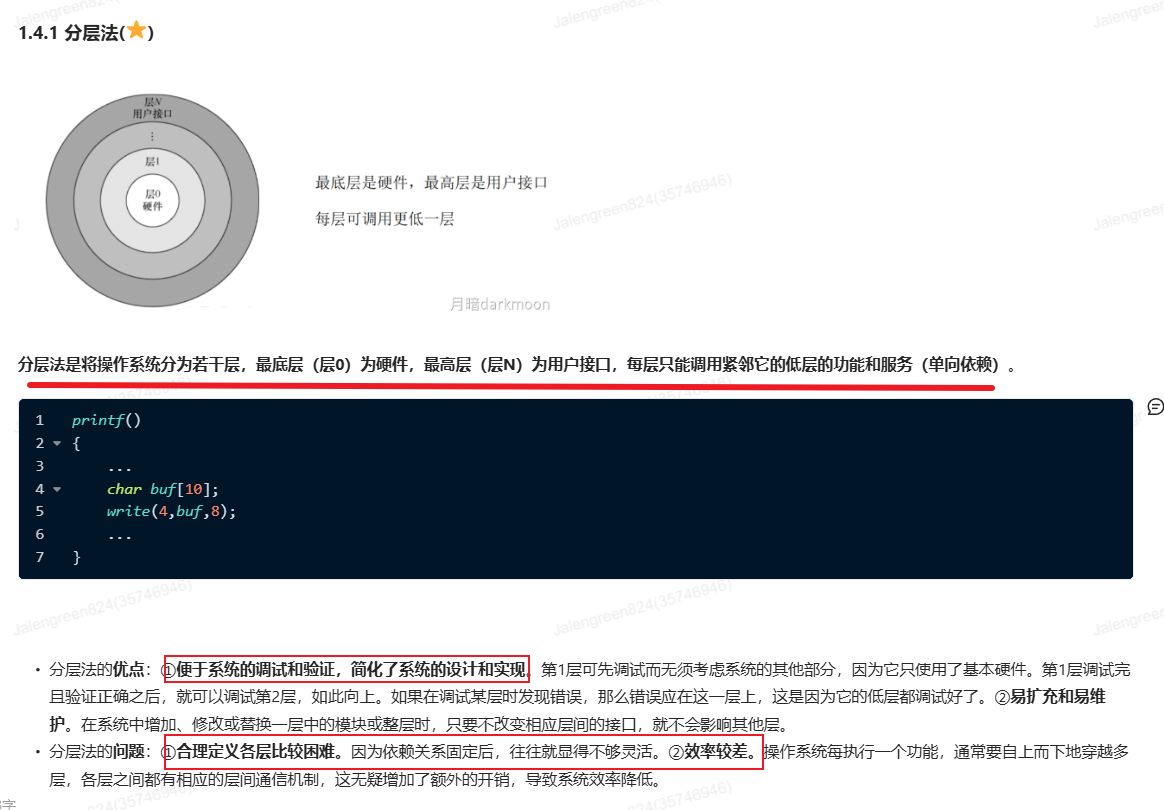 1.4.1 分层法(⭐)
层N
用户接口
⋮
层1
层0
硬件
最底层是硬件，最高层是用户接口
每层可调用更低一层
月暗darkmoon
分层法是将操作系统分为若干层，最底层（层0）为硬件，最高层（层N）为用户接口，每层只能调用紧邻它的低层的功能和服务（单向依赖）。
1 printf()
2 {
3 ...
4 char buf[10];
5 write(4,buf,8);
6 ...
7 }
• 分层法的优点：①便于系统的调试和验证，简化了系统的设计和实现。第1层可先调试而无须考虑系统的其他部分，因为它只使用了基本硬件。第1层调试完
且验证正确之后，就可以调试第2层，如此向上。如果在调试某层时发现错误，那么错误应在这一层上，这是因为它的低层都调试好了。②易扩充和易维
护。在系统中增加、修改或替换一层中的模块或整层时，只要不改变相应层间的接口，就不会影响其他层。
• 分层法的问题：①合理定义各层比较困难。因为依赖关系固定后，往往就显得不够灵活。②效率较差。操作系统每执行一个功能，通常要自上而下地穿越多
层，各层之间都有相应的层间通信机制，这无疑增加了额外的开销，导致系统效率降低。
Jalengreen824(35746946)